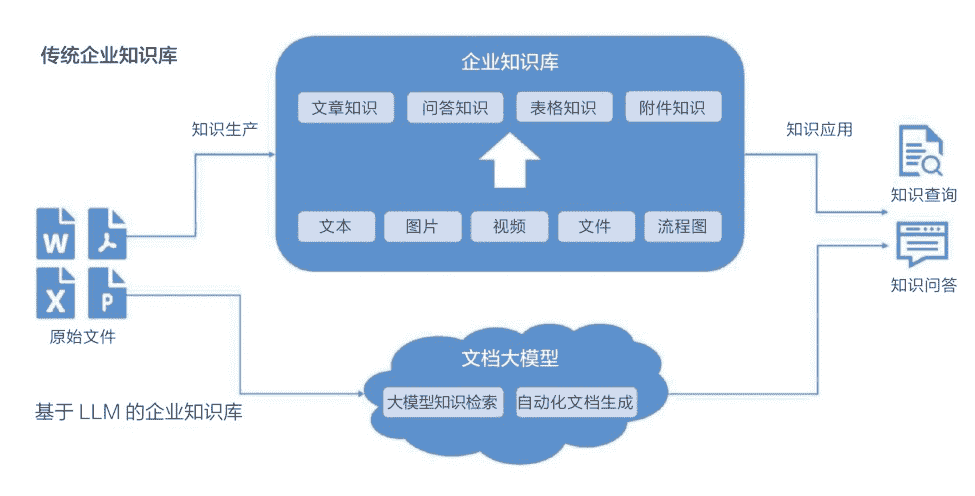 传统企业知识库
企业知识库
文章知识
问答知识
表格知识
附件知识
知识生产
知识应用
文本
图片
视频
文件
流程图
W
X
P
原始文件
知识查询
知识问答
文档大模型
大模型知识检索
自动化文档生成
基于 LLM 的企业知识库